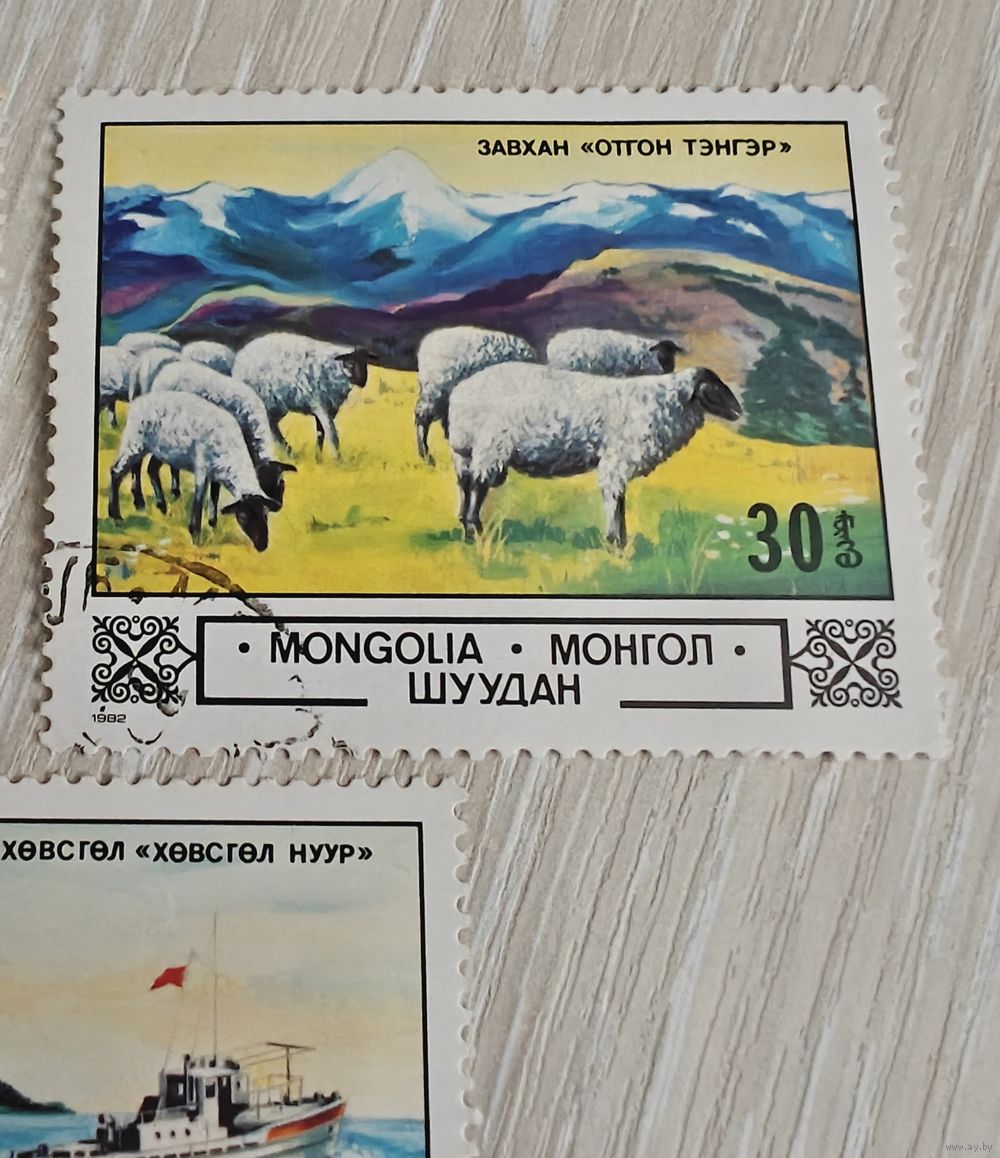 ЗАВХАН «ОТГОН ТЭНГЭР»
30
• MONGOLIA • МОНГОЛ •
ШУУДАН
1982
ХӨВСГӨЛ «ХӨВСГӨЛ НУУР»
www.ay.by